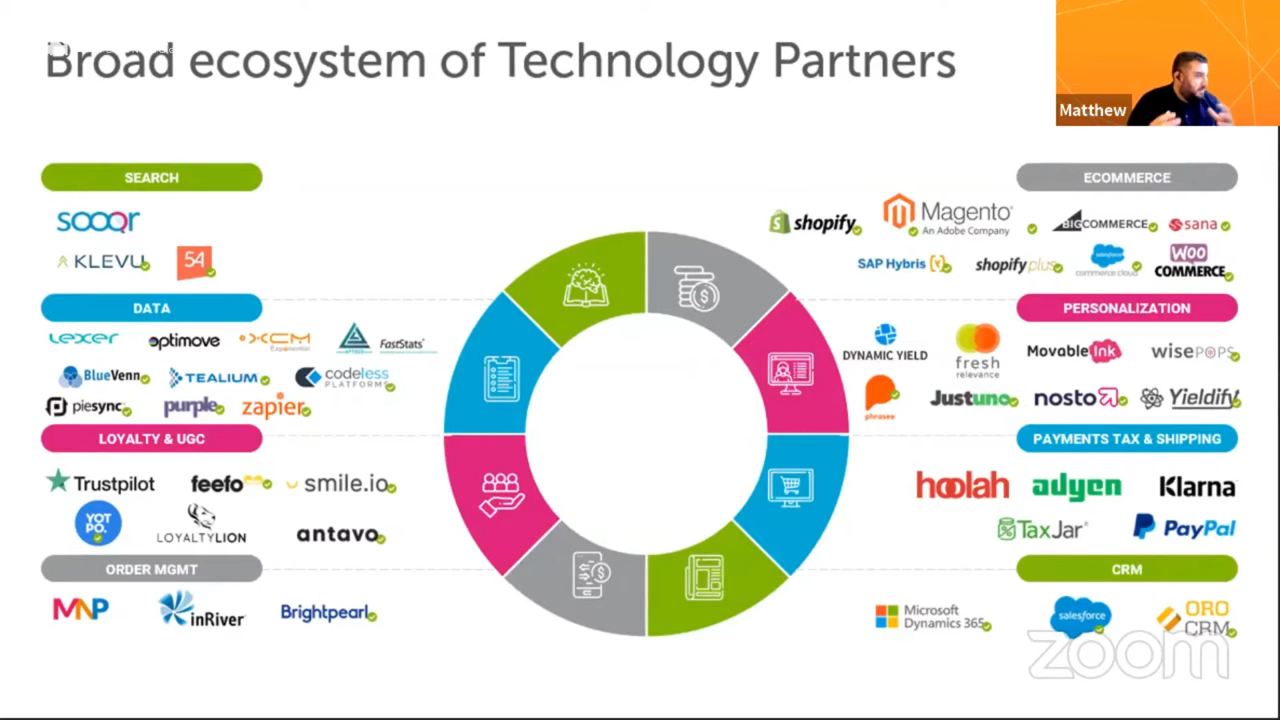 Broad ecosystem of Technology Partners
Matthew
SEARCH
sooqr
KLEVU
54
DATA
Lexer
optimove
XCM
Exponential
FastStats®
BlueVenn
TEALIUM
codeless
PLATFORMS
piesync
purple
zapier
LOYALTY & UGC
Trustpilot
feefo
smile.io
YOT
PO.
LOYALTYLION
antavo
ORDER MGMT
MNP
inRiver
Brightpearl
ECOMMERCE
shopify
Magento®
An Adobe Company
BIGCOMMERCE
sana
SAP Hybris (y)
shopifyplus
salesforce
commerce cloud
WOO
COMMERCE
PERSONALIZATION
DYNAMIC YIELD
fresh
relevance
Movable Ink
WISEPOPS
phrasee
Justuno
nosto
Yieldify
PAYMENTS TAX & SHIPPING
hoolah
adyen
Klarna
TaxJar®
PayPal
CRM
Microsoft
Dynamics 365
salesforce
ORO
CRM
zoom